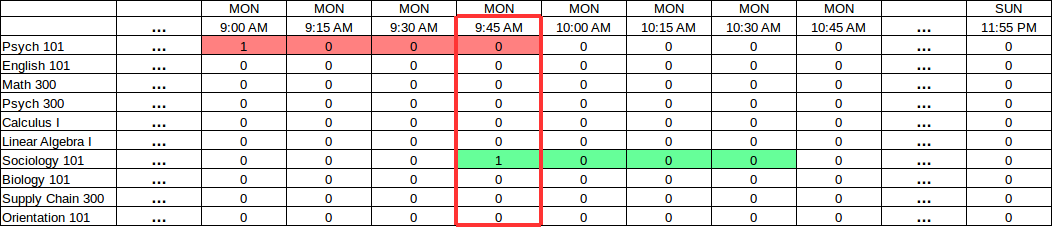 MON MON MON MON MON MON MON MON SUN
... 9:00 AM 9:15 AM 9:30 AM 9:45 AM 10:00 AM 10:15 AM 10:30 AM 10:45 AM ... 11:55 PM
Psych 101 ... 1 0 0 0 0 0 0 0 ... 0
English 101 ... 0 0 0 0 0 0 0 0 ... 0
Math 300 ... 0 0 0 0 0 0 0 0 ... 0
Psych 300 ... 0 0 0 0 0 0 0 0 ... 0
Calculus I ... 0 0 0 0 0 0 0 0 ... 0
Linear Algebra I ... 0 0 0 0 0 0 0 0 ... 0
Sociology 101 ... 0 0 0 1 0 0 0 0 ... 0
Biology 101 ... 0 0 0 0 0 0 0 0 ... 0
Supply Chain 300 ... 0 0 0 0 0 0 0 0 ... 0
Orientation 101 ... 0 0 0 0 0 0 0 0 ... 0